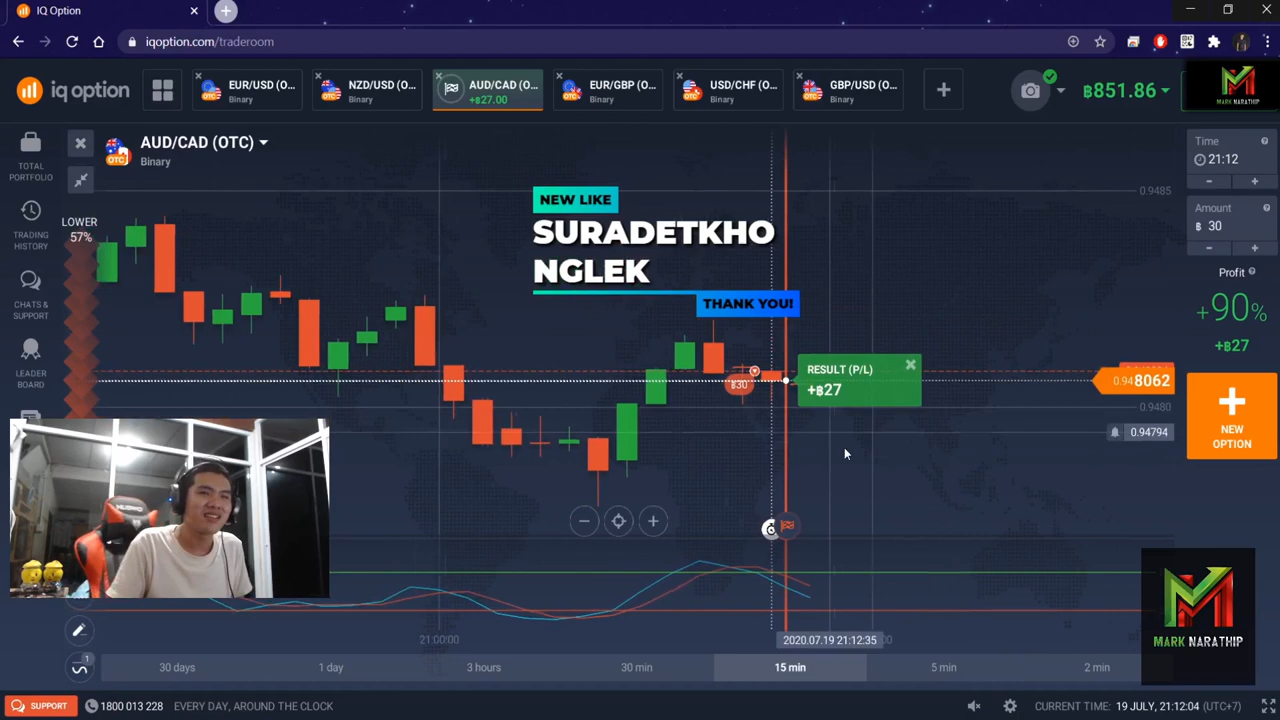 IQ Option
iqoption.com/traderoom
iq option
EUR/USD (O...
Binary
NZD/USD (O...
Binary
AUD/CAD (O...
+฿27.00
EUR/GBP (O...
Binary
USD/CHF (O...
Binary
GBP/USD (O...
Binary
฿851.86
MARK NARATHIP
TOTAL
PORTFOLIO
TRADING
HISTORY
CHATS &
SUPPORT
LEADER
BOARD
AUD/CAD (OTC)
Binary
OTC
LOWER
57%
NEW LIKE
SURADETKHO
NGLEK
THANK YOU!
฿30
RESULT (P/L)
+฿27
0.9485
0.948062
0.9480
0.94794
Time
21:12
Amount
฿ 30
Profit
+90%
+฿27
NEW
OPTION
21:00:00
2020.07.19 21:12:35
30 days
1 day
3 hours
30 min
15 min
5 min
2 min
MARK NARATHIP
SUPPORT
1800 013 228
EVERY DAY, AROUND THE CLOCK
CURRENT TIME: 19 JULY, 21:12:04 (UTC+7)